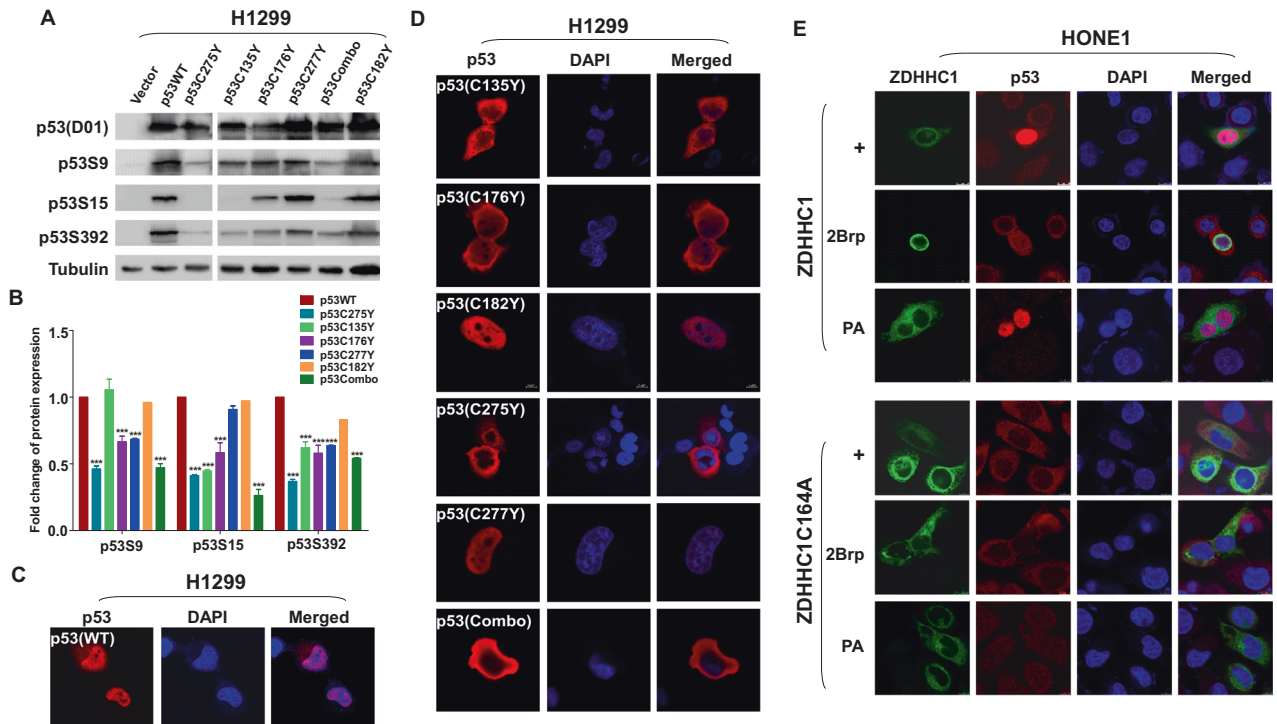 A
H1299
Vector
p53WT
p53C275Y
p53C135Y
p53C176Y
p53C277Y
p53Combo
p53C182Y
p53(D01)
p53S9
p53S15
p53S392
Tubulin
B
p53WT
p53C275Y
p53C135Y
p53C176Y
p53C277Y
p53C182Y
p53Combo
Fold change of protein expression
1.5
1.0
0.5
0.0
*** *** *** ***
*** *** *** ***
*** *** *** *** ***
p53S9 p53S15 p53S392
C
H1299
p53 DAPI Merged
p53(WT)
D
H1299
p53 DAPI Merged
p53(C135Y)
p53(C176Y)
p53(C182Y)
p53(C275Y)
p53(C277Y)
p53(Combo)
E
HONE1
ZDHHC1 p53 DAPI Merged
ZDHHC1
+
2Brp
PA
ZDHHC1C164A
+
2Brp
PA